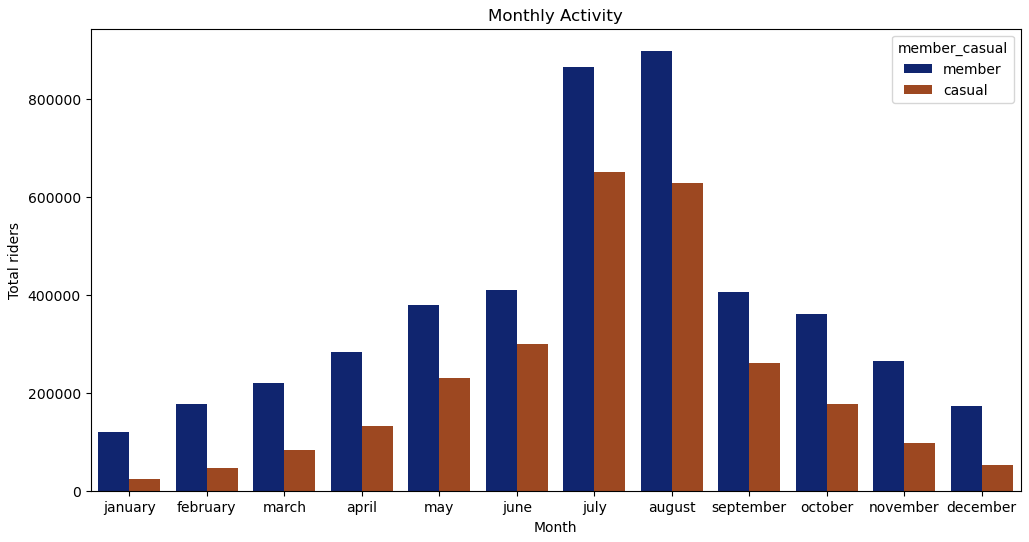 Monthly Activity
member_casual
member
casual
Total riders
800000
600000
400000
200000
0
january february march april may june july august september october november december
Month